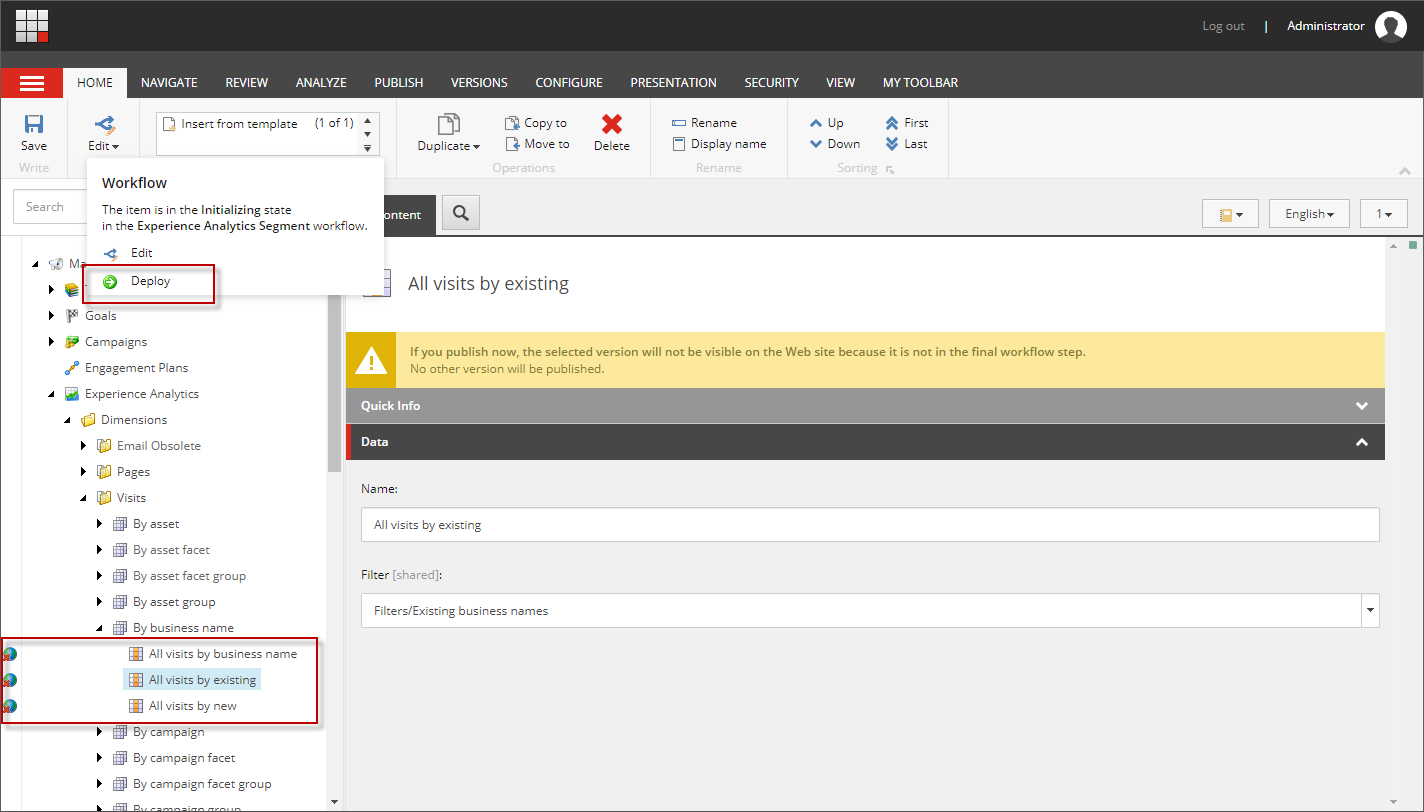 Log out | Administrator
HOME NAVIGATE REVIEW ANALYZE PUBLISH VERSIONS CONFIGURE PRESENTATION SECURITY VIEW MY TOOLBAR
Save
Write
Edit
Insert from template (1 of 1)
Duplicate
Copy to
Move to
Delete
Operations
Rename
Display name
Rename
Up
Down
First
Last
Sorting
Search
Workflow
The item is in the Initializing state
in the Experience Analytics Segment workflow.
Edit
Deploy
ontent
English
1
Ma
Goals
Campaigns
Engagement Plans
Experience Analytics
Dimensions
Email Obsolete
Pages
Visits
By asset
By asset facet
By asset facet group
By asset group
By business name
All visits by business name
All visits by existing
All visits by new
By campaign
By campaign facet
By campaign facet group
By campaign group
All visits by existing
If you publish now, the selected version will not be visible on the Web site because it is not in the final workflow step.
No other version will be published.
Quick Info
Data
Name:
All visits by existing
Filter [shared]:
Filters/Existing business names